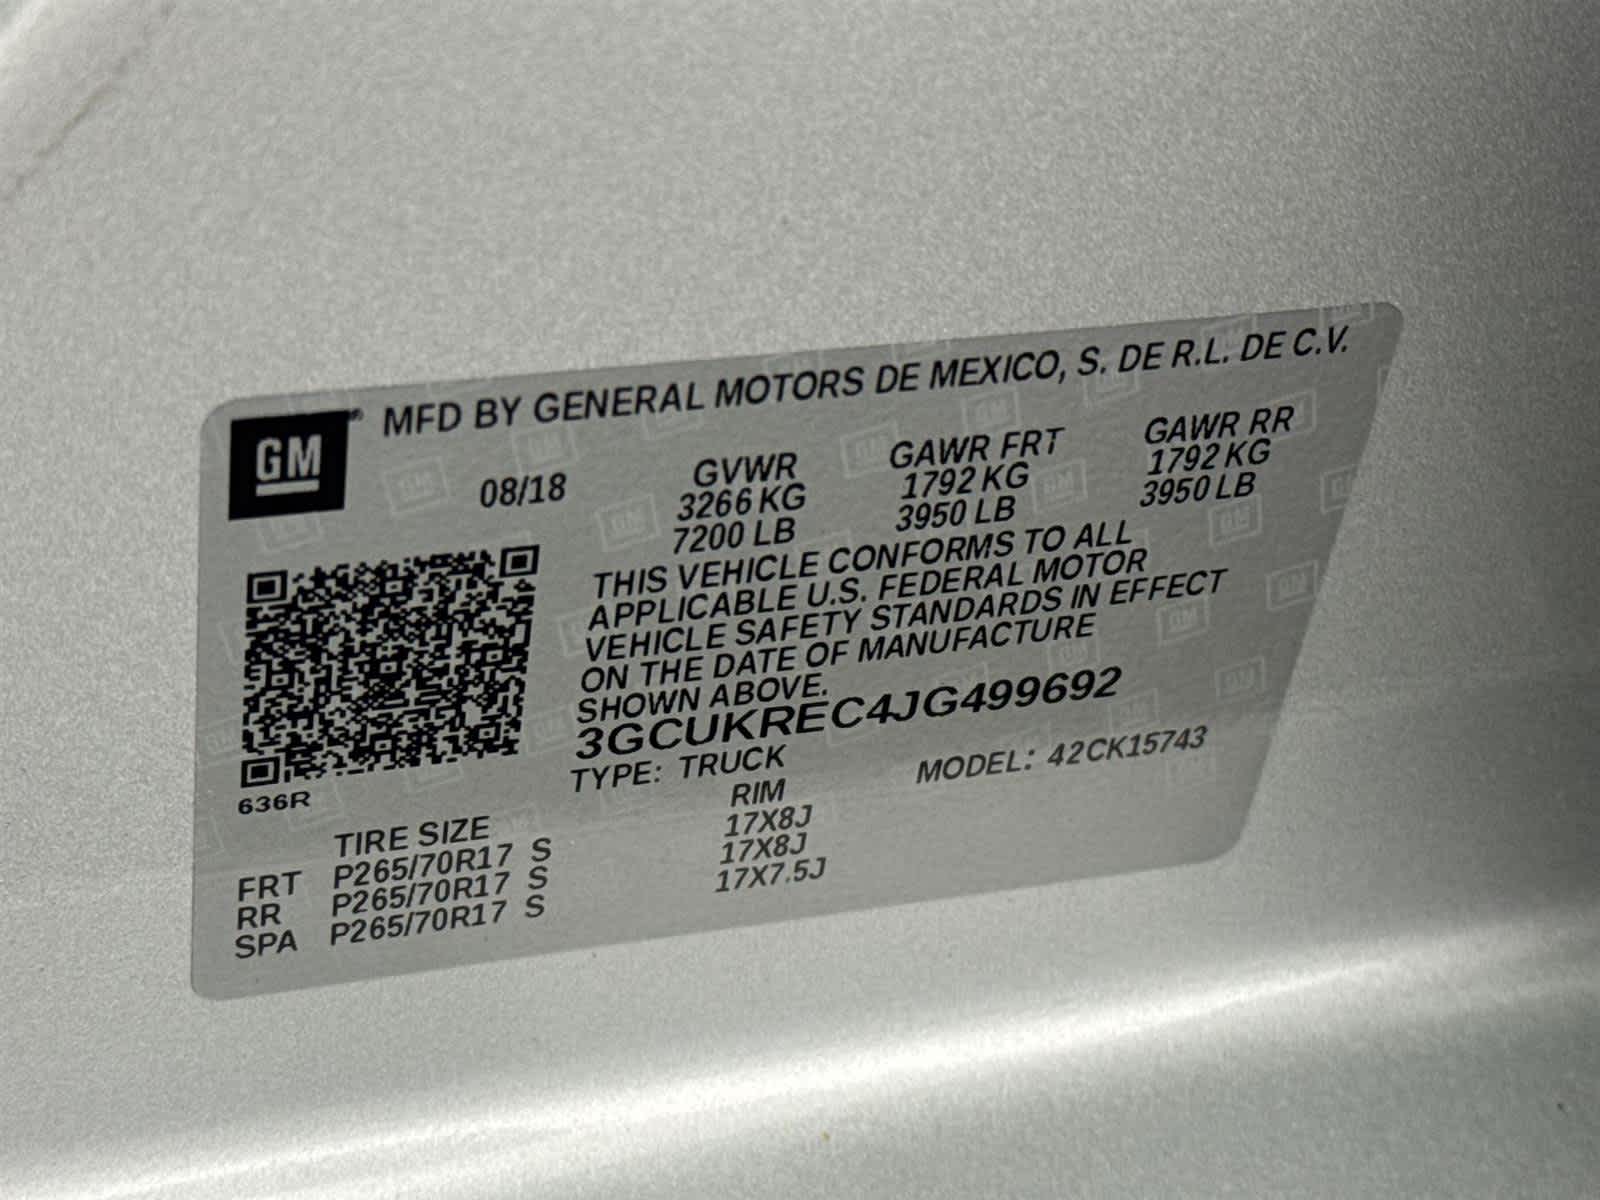 GM
MFD BY GENERAL MOTORS DE MEXICO, S. DE R.L. DE C.V.
08/18 GVWR GAWR FRT GAWR RR
3266 KG 1792 KG 1792 KG
7200 LB 3950 LB 3950 LB
THIS VEHICLE CONFORMS TO ALL
APPLICABLE U.S. FEDERAL MOTOR
VEHICLE SAFETY STANDARDS IN EFFECT
ON THE DATE OF MANUFACTURE
SHOWN ABOVE.
3GCUKREC4JG499692
TYPE: TRUCK MODEL: 42CK15743
636R
TIRE SIZE RIM
FRT P265/70R17 S 17X8J
RR P265/70R17 S 17X8J
SPA P265/70R17 S 17X7.5J